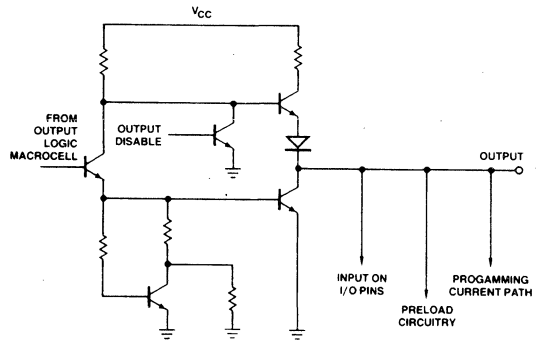 VCC
FROM
OUTPUT
LOGIC
MACROCELL
OUTPUT
DISABLE
OUTPUT
INPUT ON
I/O PINS
PRELOAD
CIRCUITRY
PROGAMMING
CURRENT PATH